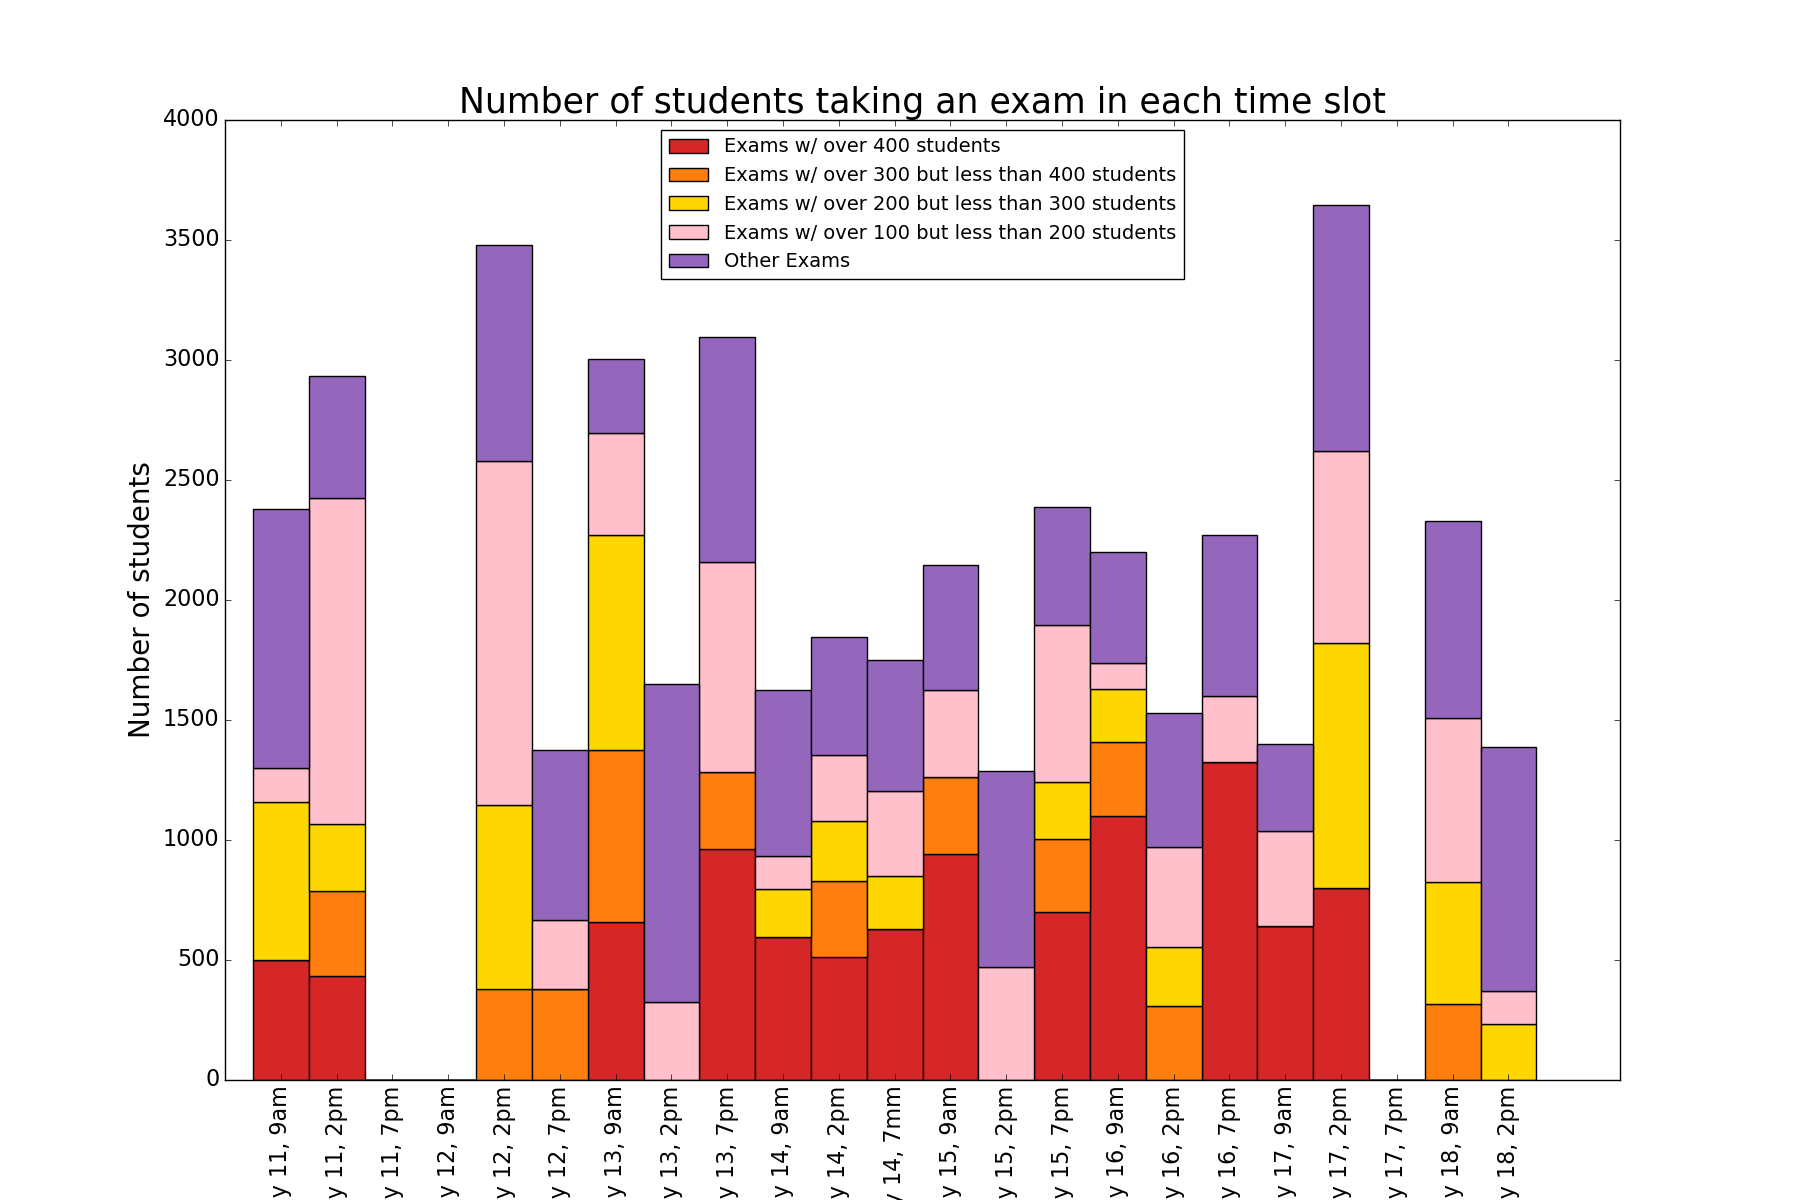 Number of students taking an exam in each time slot
Exams w/ over 400 students
Exams w/ over 300 but less than 400 students
Exams w/ over 200 but less than 300 students
Exams w/ over 100 but less than 200 students
Other Exams
Number of students
4000
3500
3000
2500
2000
1500
1000
500
0
y 11, 9am
y 11, 2pm
y 11, 7pm
y 12, 9am
y 12, 2pm
y 12, 7pm
y 13, 9am
y 13, 2pm
y 13, 7pm
y 14, 9am
y 14, 2pm
y 14, 7mm
y 15, 9am
y 15, 2pm
y 15, 7pm
y 16, 9am
y 16, 2pm
y 16, 7pm
y 17, 9am
y 17, 2pm
y 17, 7pm
y 18, 9am
y 18, 2pm